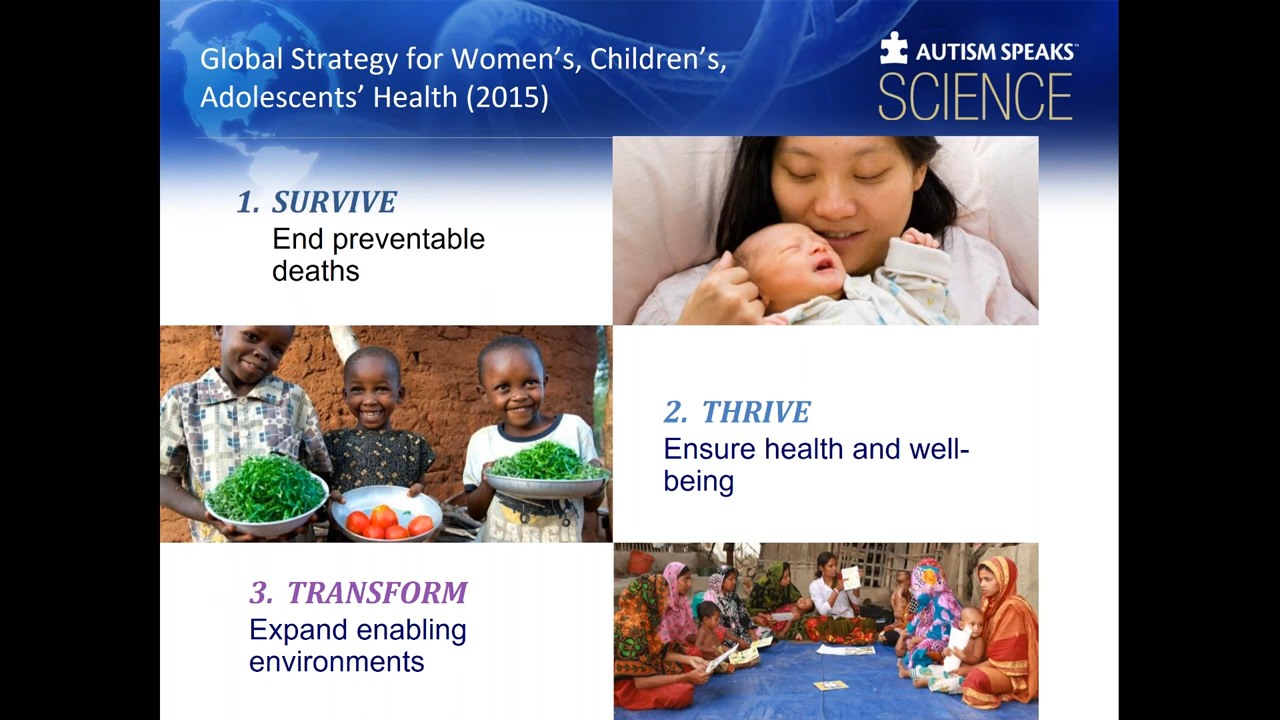 Global Strategy for Women’s, Children’s,
Adolescents’ Health (2015)
AUTISM SPEAKS™
SCIENCE
1. SURVIVE
End preventable
deaths
2. THRIVE
Ensure health and well-
being
3. TRANSFORM
Expand enabling
environments